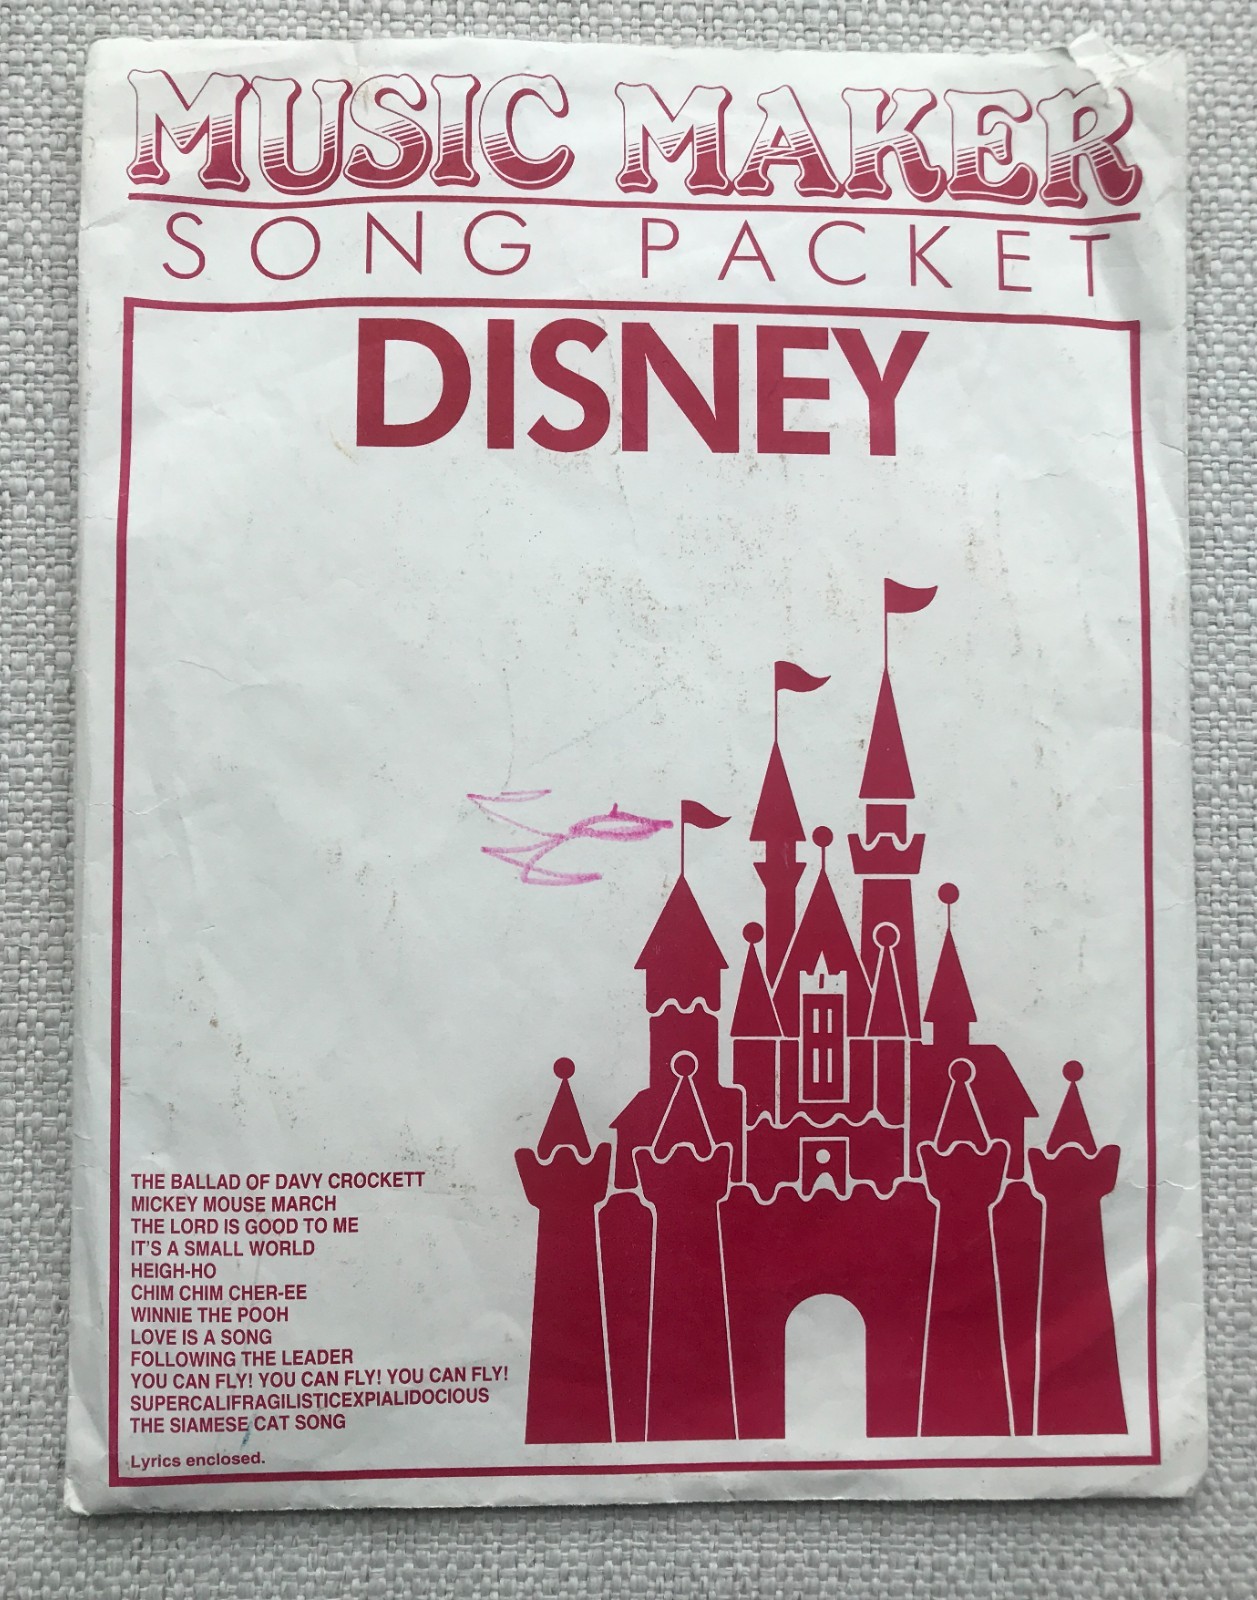 MUSIC MAKER
SONG PACKET
DISNEY
THE BALLAD OF DAVY CROCKETT
MICKEY MOUSE MARCH
THE LORD IS GOOD TO ME
IT'S A SMALL WORLD
HEIGH-HO
CHIM CHIM CHER-EE
WINNIE THE POOH
LOVE IS A SONG
FOLLOWING THE LEADER
YOU CAN FLY! YOU CAN FLY! YOU CAN FLY!
SUPERCALIFRAGILISTICEXPIALIDOCIOUS
THE SIAMESE CAT SONG
Lyrics enclosed.